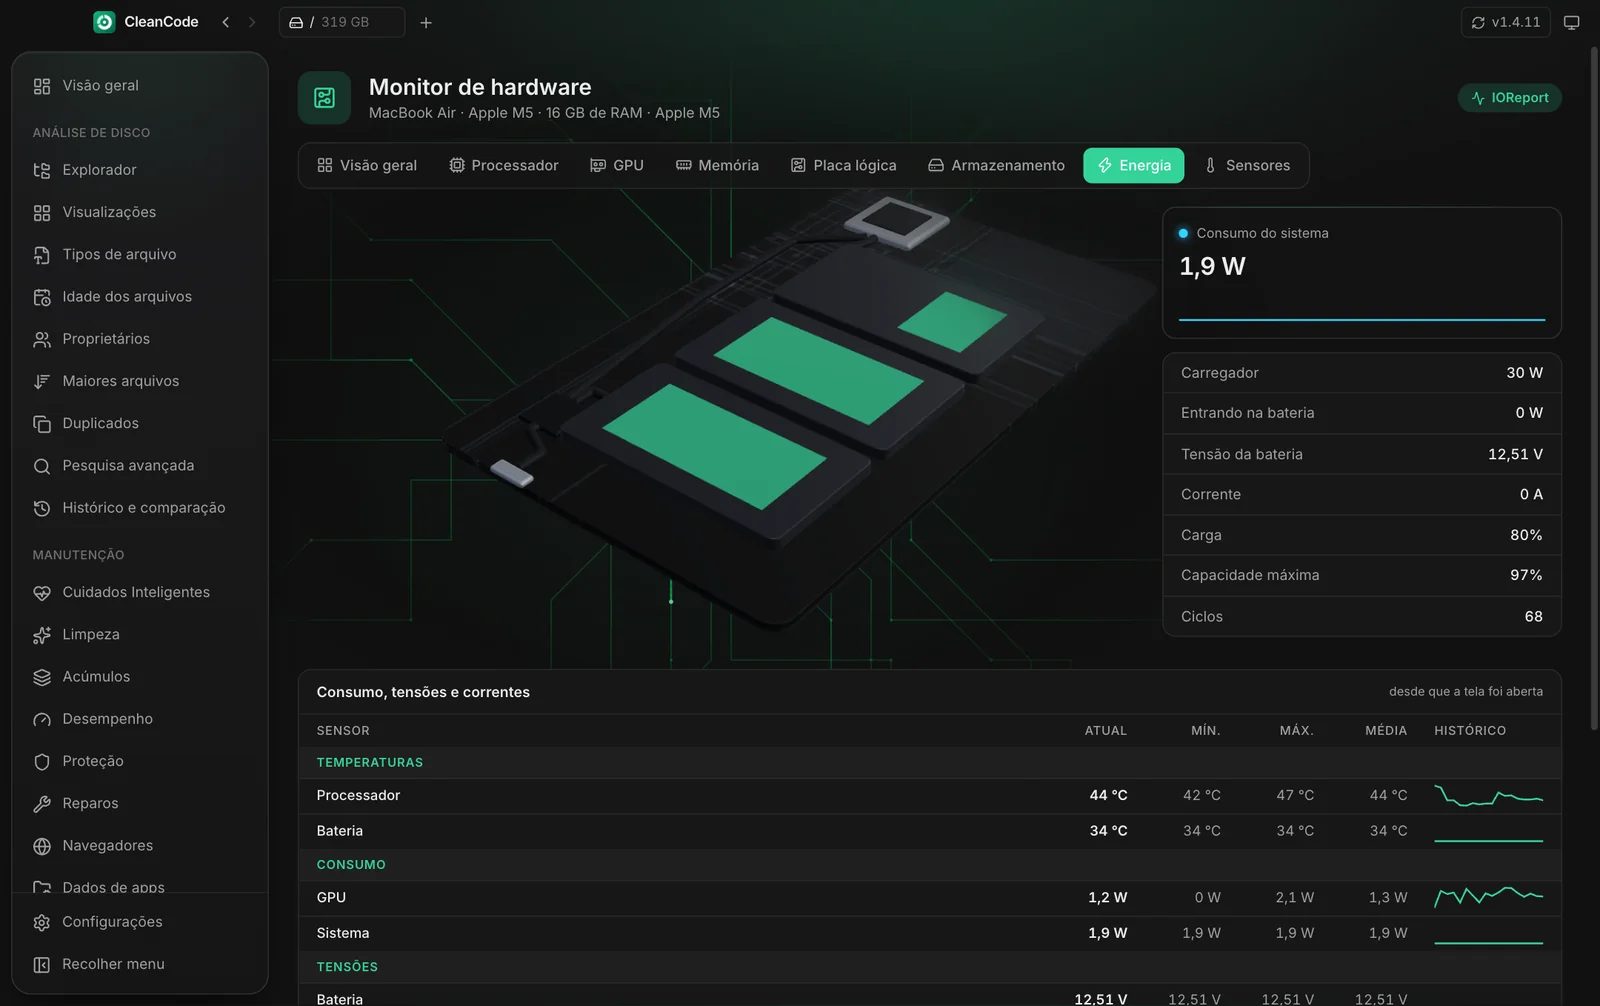 CleanCode
/ 319 GB
v1.4.11
Visão geral
ANÁLISE DE DISCO
Explorador
Visualizações
Tipos de arquivo
Idade dos arquivos
Proprietários
Maiores arquivos
Duplicados
Pesquisa avançada
Histórico e comparação
MANUTENÇÃO
Cuidados Inteligentes
Limpeza
Acúmulos
Desempenho
Proteção
Reparos
Navegadores
Dados de apps
Configurações
Recolher menu
Monitor de hardware
MacBook Air · Apple M5 · 16 GB de RAM · Apple M5
IOReport
Visão geral Processador GPU Memória Placa lógica Armazenamento Energia Sensores
Consumo do sistema
1,9 W
Carregador 30 W
Entrando na bateria 0 W
Tensão da bateria 12,51 V
Corrente 0 A
Carga 80%
Capacidade máxima 97%
Ciclos 68
Consumo, tensões e correntes desde que a tela foi aberta
SENSOR ATUAL MÍN. MÁX. MÉDIA HISTÓRICO
TEMPERATURAS
Processador 44 °C 42 °C 47 °C 44 °C
Bateria 34 °C 34 °C 34 °C 34 °C
CONSUMO
GPU 1,2 W 0 W 2,1 W 1,3 W
Sistema 1,9 W 1,9 W 1,9 W 1,9 W
TENSÕES
Bateria 12,51 V 12,51 V 12,51 V 12,51 V